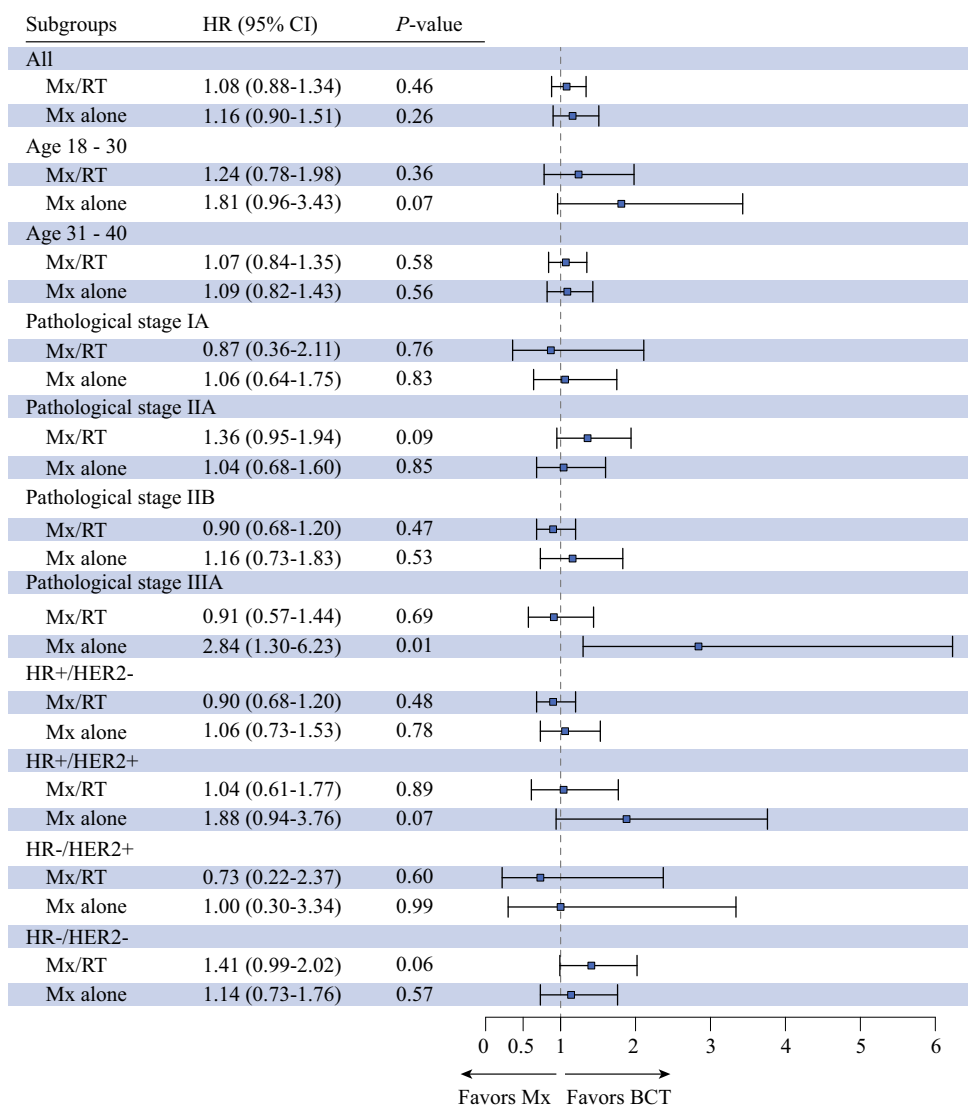 Subgroups HR (95% CI) P-value
All
Mx/RT 1.08 (0.88-1.34) 0.46
Mx alone 1.16 (0.90-1.51) 0.26
Age 18 - 30
Mx/RT 1.24 (0.78-1.98) 0.36
Mx alone 1.81 (0.96-3.43) 0.07
Age 31 - 40
Mx/RT 1.07 (0.84-1.35) 0.58
Mx alone 1.09 (0.82-1.43) 0.56
Pathological stage IA
Mx/RT 0.87 (0.36-2.11) 0.76
Mx alone 1.06 (0.64-1.75) 0.83
Pathological stage IIA
Mx/RT 1.36 (0.95-1.94) 0.09
Mx alone 1.04 (0.68-1.60) 0.85
Pathological stage IIB
Mx/RT 0.90 (0.68-1.20) 0.47
Mx alone 1.16 (0.73-1.83) 0.53
Pathological stage IIIA
Mx/RT 0.91 (0.57-1.44) 0.69
Mx alone 2.84 (1.30-6.23) 0.01
HR+/HER2-
Mx/RT 0.90 (0.68-1.20) 0.48
Mx alone 1.06 (0.73-1.53) 0.78
HR+/HER2+
Mx/RT 1.04 (0.61-1.77) 0.89
Mx alone 1.88 (0.94-3.76) 0.07
HR-/HER2+
Mx/RT 0.73 (0.22-2.37) 0.60
Mx alone 1.00 (0.30-3.34) 0.99
HR-/HER2-
Mx/RT 1.41 (0.99-2.02) 0.06
Mx alone 1.14 (0.73-1.76) 0.57
0 0.5 1 2 3 4 5 6
Favors Mx Favors BCT